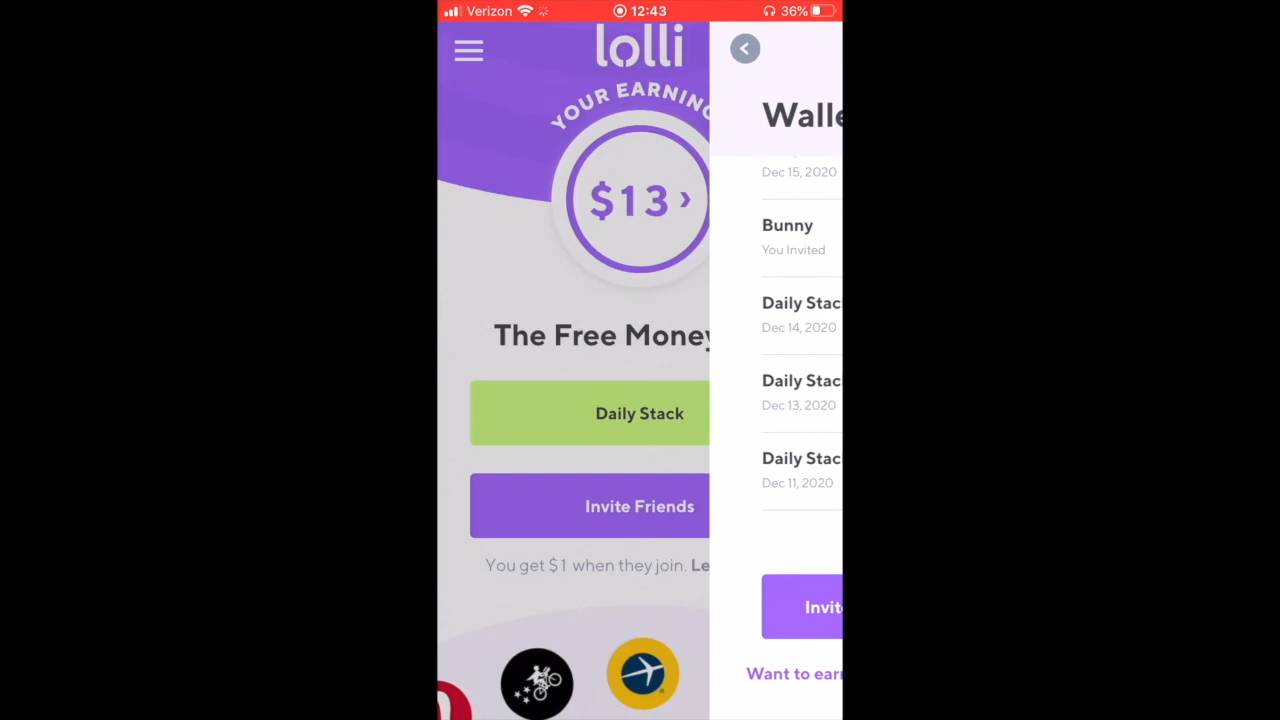 Verizon 12:43 36%
lolli
YOUR EARNING
$13 ›
The Free Money
Daily Stack
Invite Friends
You get $1 when they join. Le
Walle
Dec 15, 2020
Bunny
You Invited
Daily Stac
Dec 14, 2020
Daily Stac
Dec 13, 2020
Daily Stac
Dec 11, 2020
Invit
Want to earn